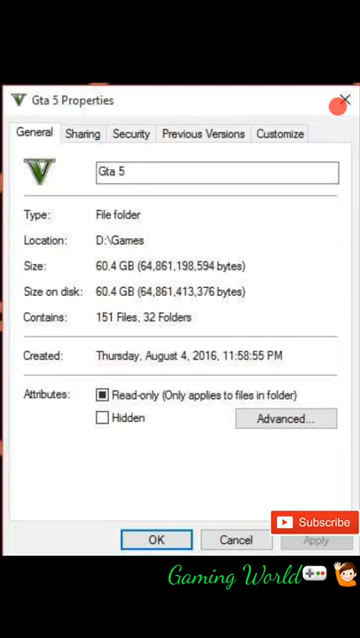 Gta 5 Properties
General Sharing Security Previous Versions Customize
Gta 5
Type: File folder
Location: D:\Games
Size: 60.4 GB (64,861,198,594 bytes)
Size on disk: 60.4 GB (64,861,413,376 bytes)
Contains: 151 Files, 32 Folders
Created: Thursday, August 4, 2016, 11:58:55 PM
Attributes: Read-only (Only applies to files in folder)
Hidden Advanced...
Subscribe
OK Cancel Apply
Gaming World🎮🙋